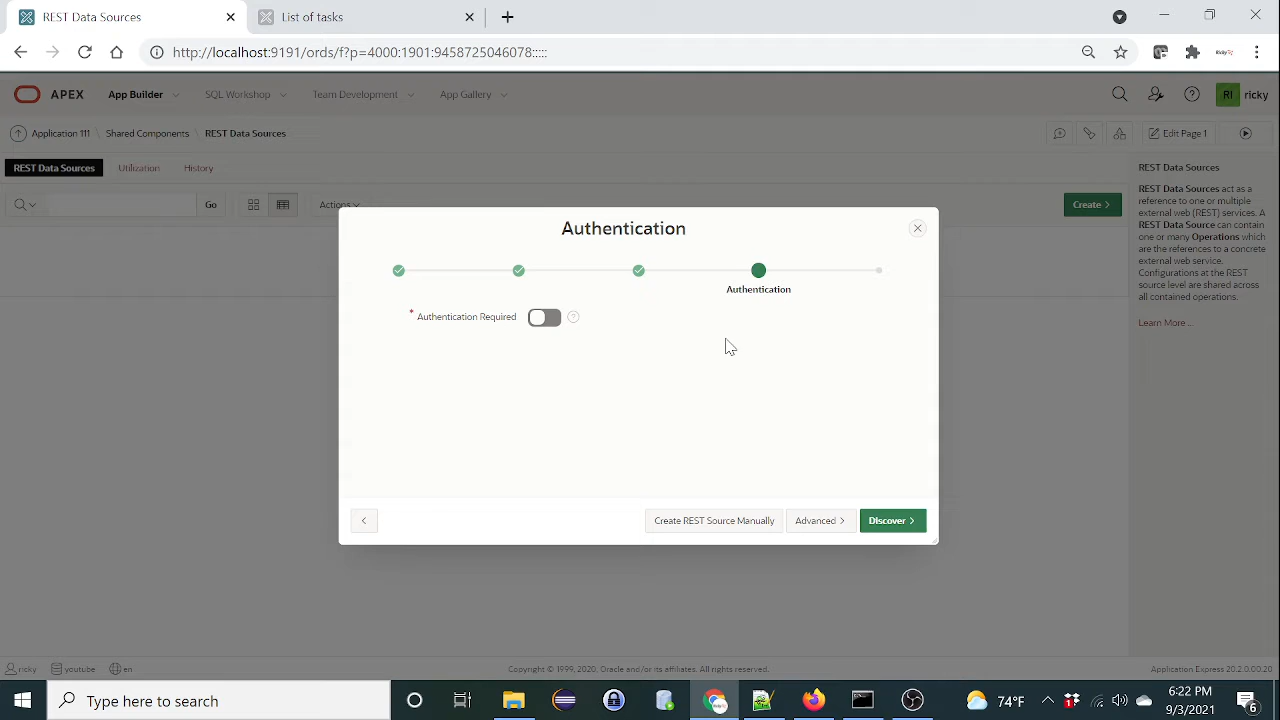 REST Data Sources
List of tasks
http://localhost:9191/ords/f?p=4000:1901:9458725046078:::::
APEX
App Builder
SQL Workshop
Team Development
App Gallery
RI
ricky
Application 111
Shared Components
REST Data Sources
Edit Page 1
REST Data Sources
Utilization
History
Go
Actions
Create
REST Data Sources
REST Data Sources act as a
reference to one or multiple
external web (REST) services. A
REST Data Source can contain
one or many Operations which
are the references to a concrete
external web service.
Configurations at the REST
source level are shared across
all contained operations.
Learn More...
Authentication
Authentication
* Authentication Required
Create REST Source Manually
Advanced
Discover
ricky
youtube
en
Copyright © 1999, 2020, Oracle and/or its affiliates. All rights reserved.
Application Express 20.2.0.00.20
Type here to search
74°F
6:22 PM
9/3/2021
6